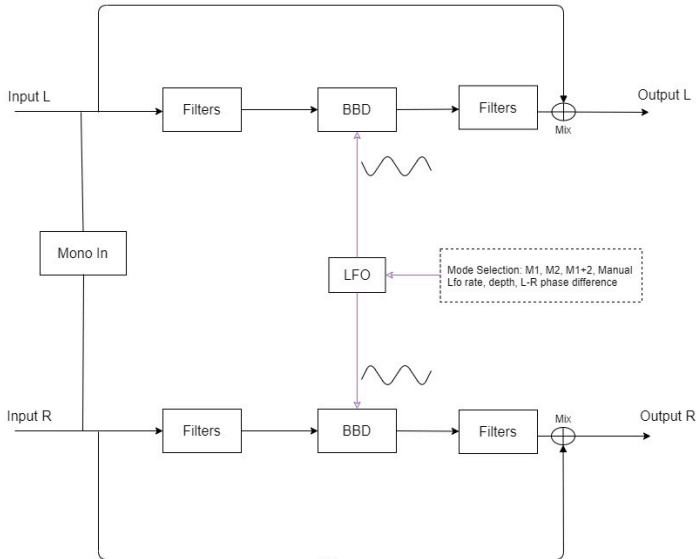 Input L
Filters
BBD
Filters
Output L
Mix
Mono In
LFO
Mode Selection: M1, M2, M1+2, Manual
Lfo rate, depth, L-R phase difference
Input R
Filters
BBD
Filters
Mix
Output R